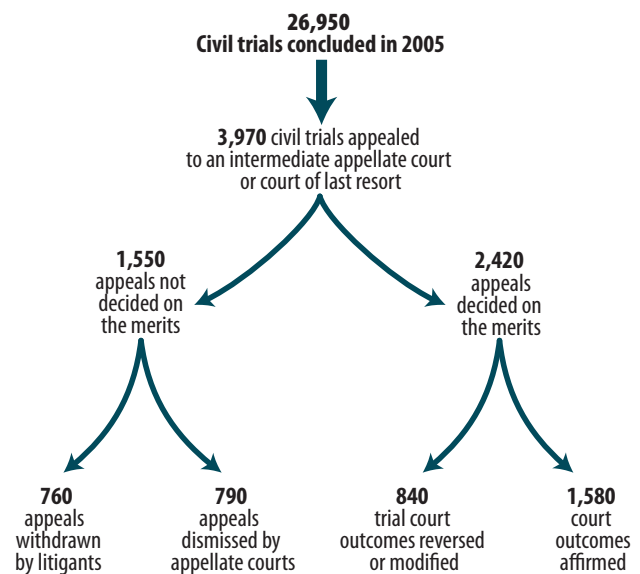 26,950
Civil trials concluded in 2005
3,970 civil trials appealed
to an intermediate appellate court
or court of last resort
1,550
appeals not
decided on
the merits
2,420
appeals
decided on
the merits
760
appeals
withdrawn
by litigants
790
appeals
dismissed by
appellate courts
840
trial court
outcomes reversed
or modified
1,580
court
outcomes
affirmed